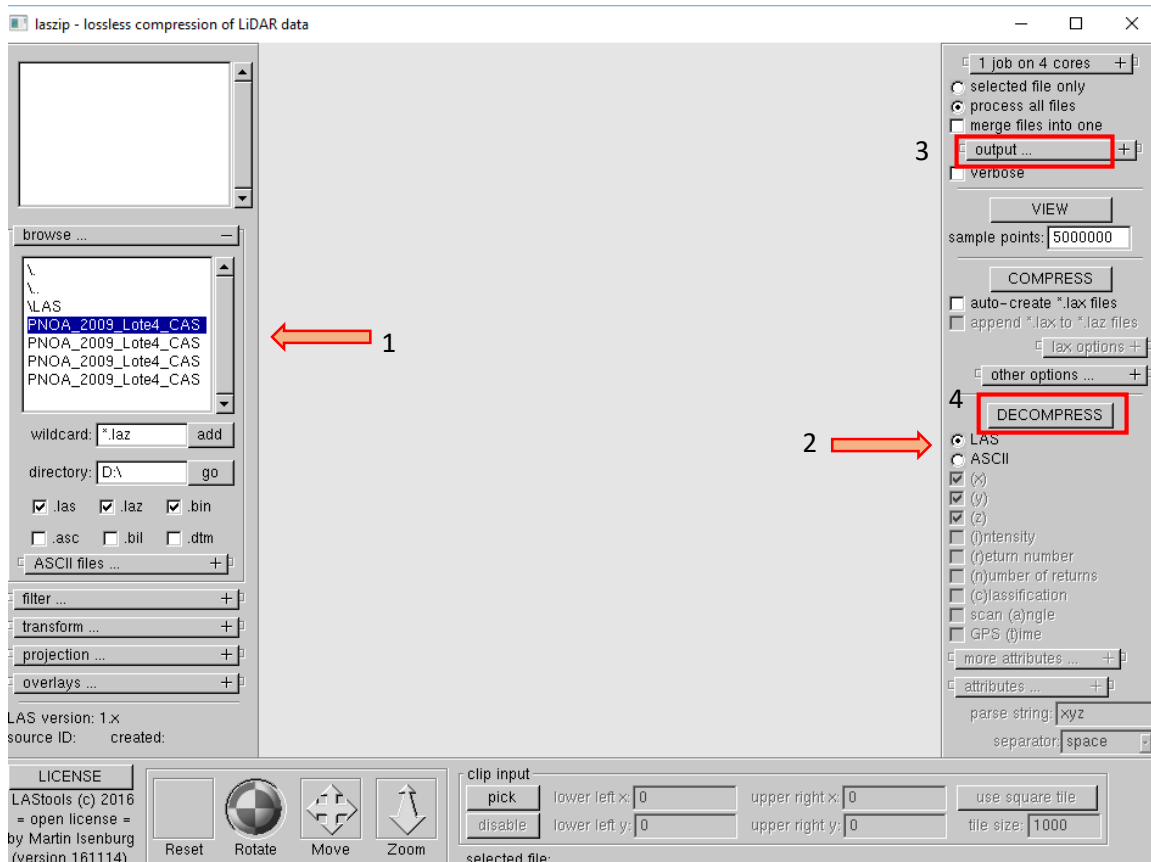 laszip - lossless compression of LiDAR data
browse ...
\.
\..
\LAS
PNOA_2009_Lote4_CAS
PNOA_2009_Lote4_CAS
PNOA_2009_Lote4_CAS
PNOA_2009_Lote4_CAS
wildcard: *.laz add
directory: D:\ go
.las .laz .bin
.asc .bil .dtm
ASCII files ... +
filter ... +
transform ... +
projection ... +
overlays ... +
LAS version: 1.x
source ID: created:
1
2
3
4
1 job on 4 cores +
selected file only
process all files
merge files into one
output ... +
verbose
VIEW
sample points: 5000000
COMPRESS
auto-create *.lax files
append *.lax to *.laz files
lax options +
other options ... +
DECOMPRESS
LAS
ASCII
(x)
(y)
(z)
(i)ntensity
(r)eturn number
(n)umber of returns
(c)lassification
scan (a)ngle
GPS (t)ime
more attributes ... +
attributes ... +
parse string: xyz
separator: space
LICENSE
LAStools (c) 2016
= open license =
by Martin Isenburg
(version 161114)
Reset Rotate Move Zoom
clip input
pick lower left x: 0 upper right x: 0 use square tile
disable lower left y: 0 upper right y: 0 tile size: 1000
selected file: